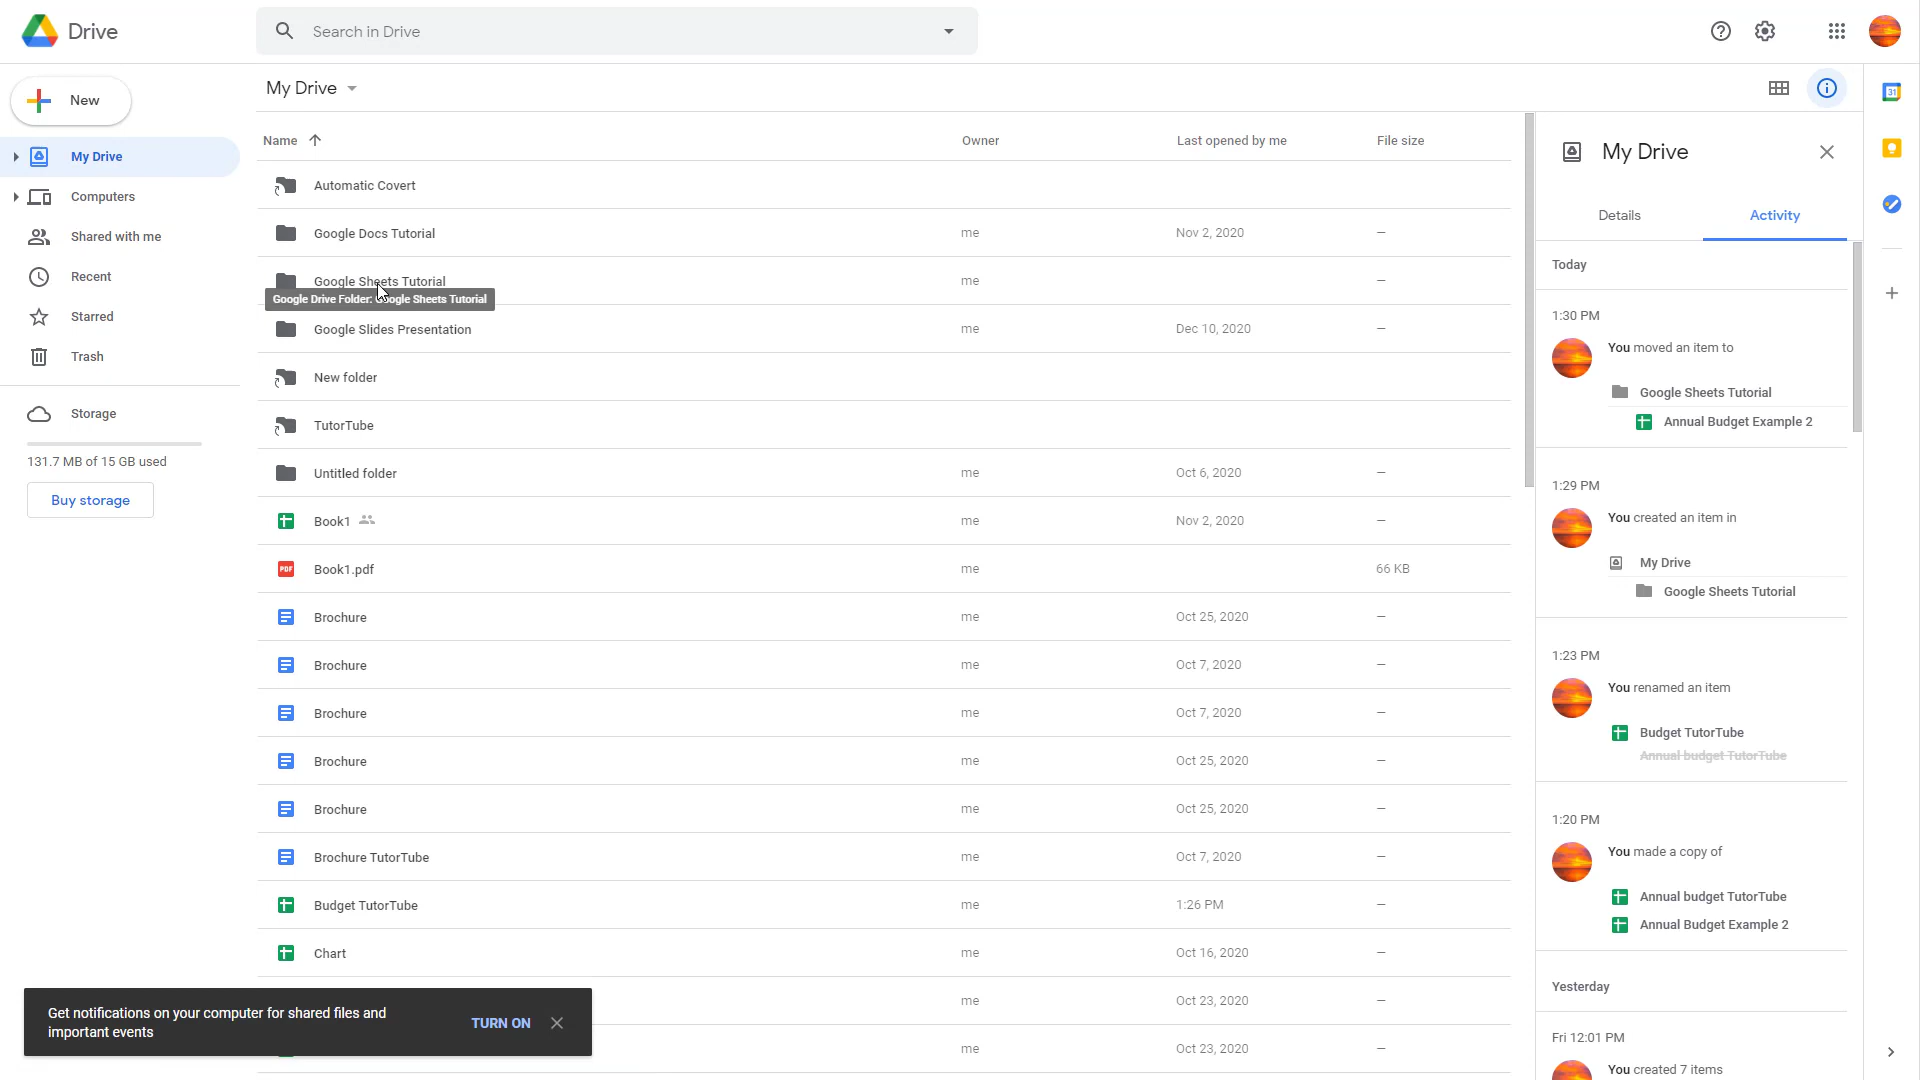 Drive
Search in Drive
New
My Drive
Computers
Shared with me
Recent
Starred
Trash
Storage
131.7 MB of 15 GB used
Buy storage
My Drive
Name Owner Last opened by me File size
Automatic Covert
Google Docs Tutorial me Nov 2, 2020 —
Google Sheets Tutorial me —
Google Drive Folder: Google Sheets Tutorial
Google Slides Presentation me Dec 10, 2020 —
New folder
TutorTube
Untitled folder me Oct 6, 2020 —
Book1 me Nov 2, 2020 —
PDF Book1.pdf me 66 KB
Brochure me Oct 25, 2020 —
Brochure me Oct 7, 2020 —
Brochure me Oct 7, 2020 —
Brochure me Oct 25, 2020 —
Brochure me Oct 25, 2020 —
Brochure TutorTube me Oct 7, 2020 —
Budget TutorTube me 1:26 PM —
Chart me Oct 16, 2020 —
me Oct 23, 2020 —
me Oct 23, 2020 —
Get notifications on your computer for shared files and
important events
TURN ON
My Drive
Details Activity
Today
1:30 PM
You moved an item to
Google Sheets Tutorial
Annual Budget Example 2
1:29 PM
You created an item in
My Drive
Google Sheets Tutorial
1:23 PM
You renamed an item
Budget TutorTube
Annual budget TutorTube
1:20 PM
You made a copy of
Annual budget TutorTube
Annual Budget Example 2
Yesterday
Fri 12:01 PM
You created 7 items
31